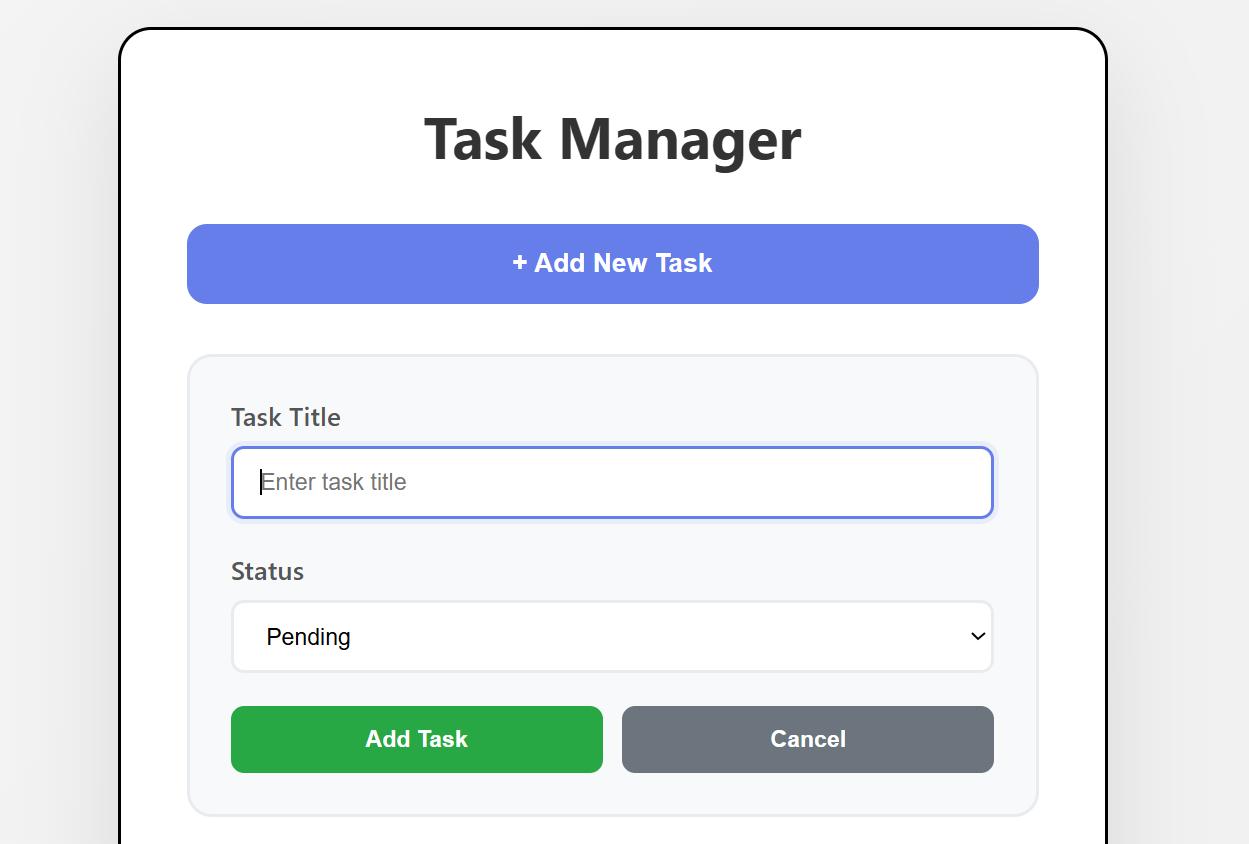 Task Manager
+ Add New Task
Task Title
Enter task title
Status
Pending
Add Task
Cancel